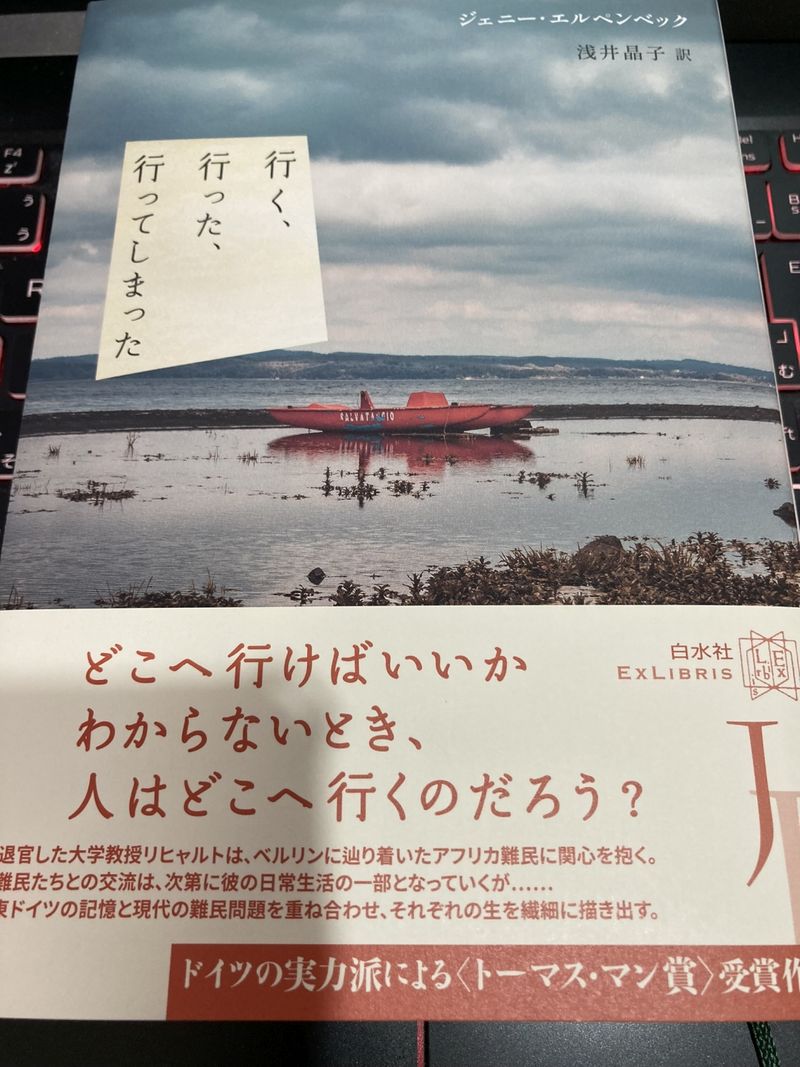 ジェニー・エルペンベック
浅井晶子 訳
行く、
行った、
行ってしまった
SALVATAGGIO
どこへ行けばいいか
わからないとき、
人はどこへ行くのだろう？
白水社
EXLIBRIS
退官した大学教授リヒャルトは、ベルリンに辿り着いたアフリカ難民に関心を抱く。
難民たちとの交流は、次第に彼の日常生活の一部となっていくが……
東ドイツの記憶と現代の難民問題を重ね合わせ、それぞれの生を繊細に描き出す。
ドイツの実力派による〈トーマス・マン賞〉受賞作
J
F4
う
う
R
そ
E
む